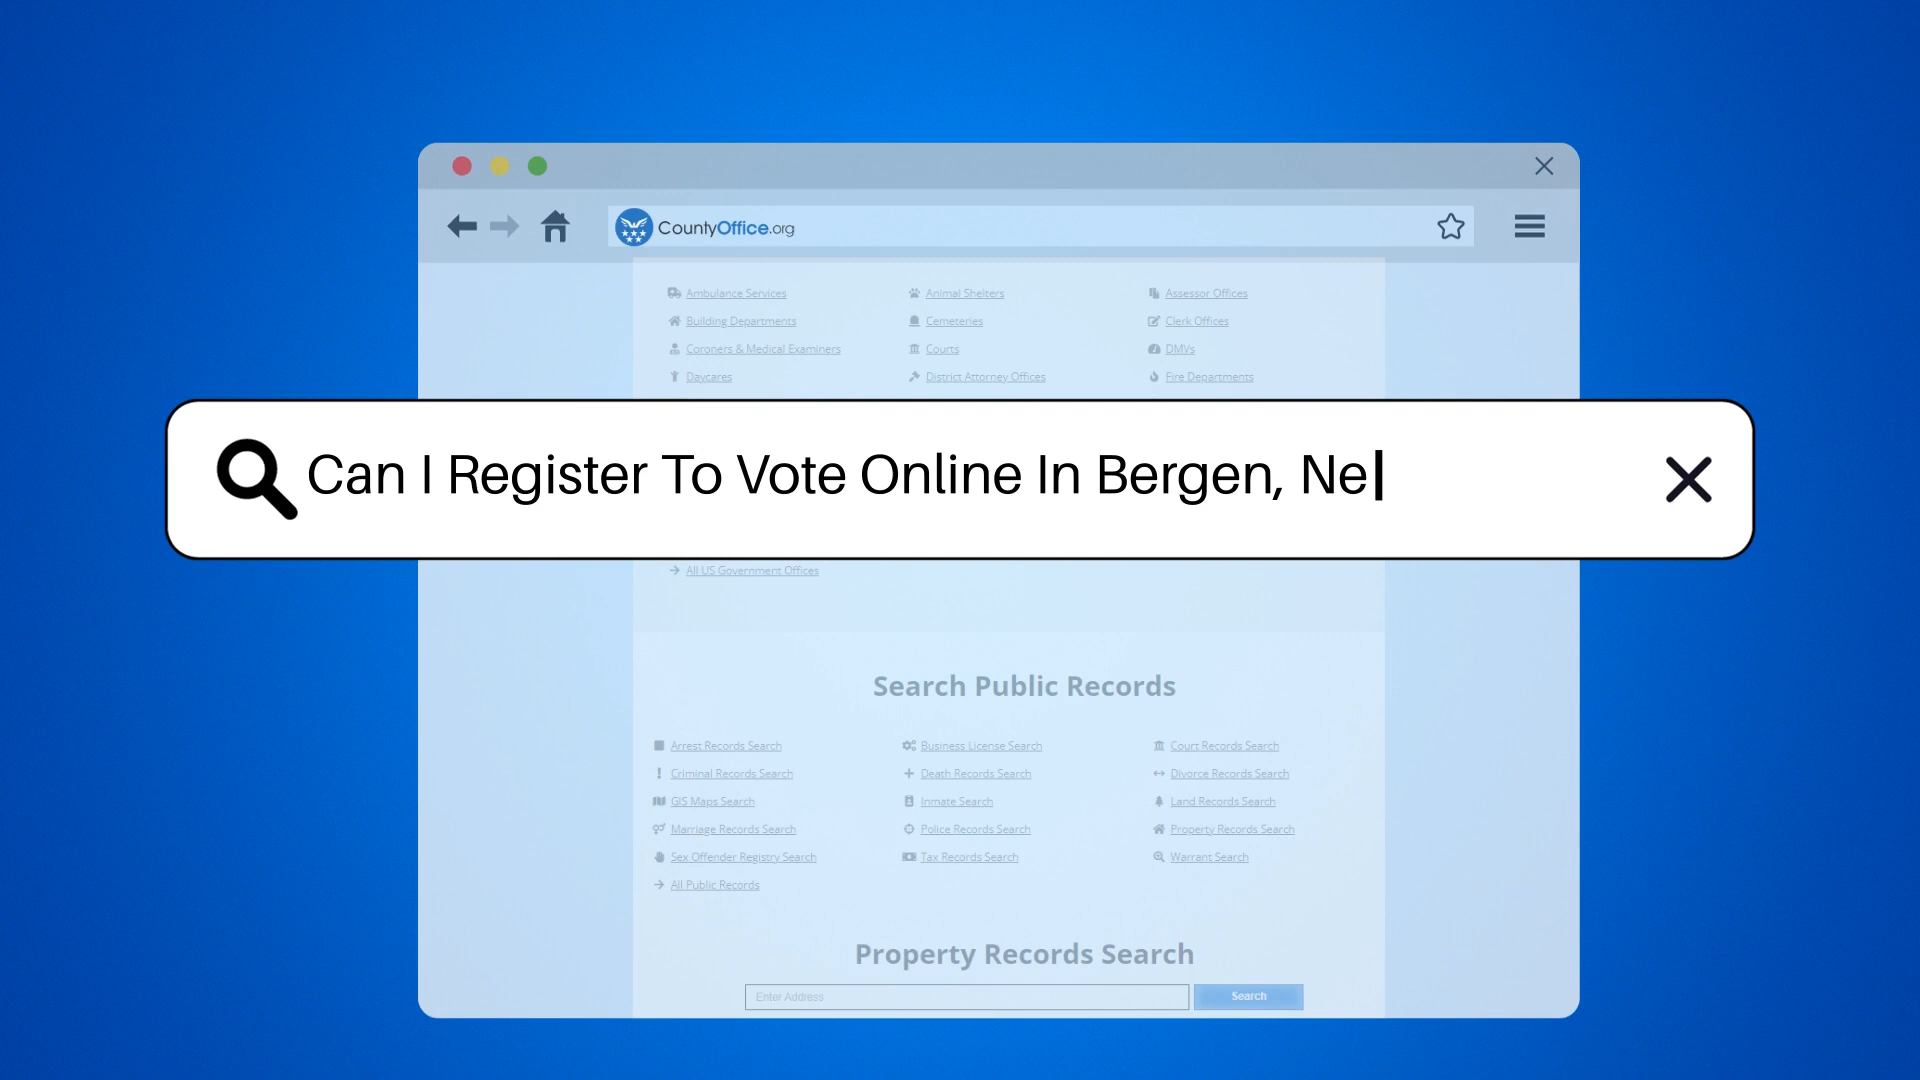 CountyOffice.org
Ambulance Services Animal Shelters Assessor Offices
Building Departments Cemeteries Clerk Offices
Coroners & Medical Examiners Courts DMVs
Daycares District Attorney Offices Fire Departments
Can I Register To Vote Online In Bergen, Ne
All US Government Offices
Search Public Records
Arrest Records Search Business License Search Court Records Search
Criminal Records Search Death Records Search Divorce Records Search
GIS Maps Search Inmate Search Land Records Search
Marriage Records Search Police Records Search Property Records Search
Sex Offender Registry Search Tax Records Search Warrant Search
All Public Records
Property Records Search
Enter Address Search